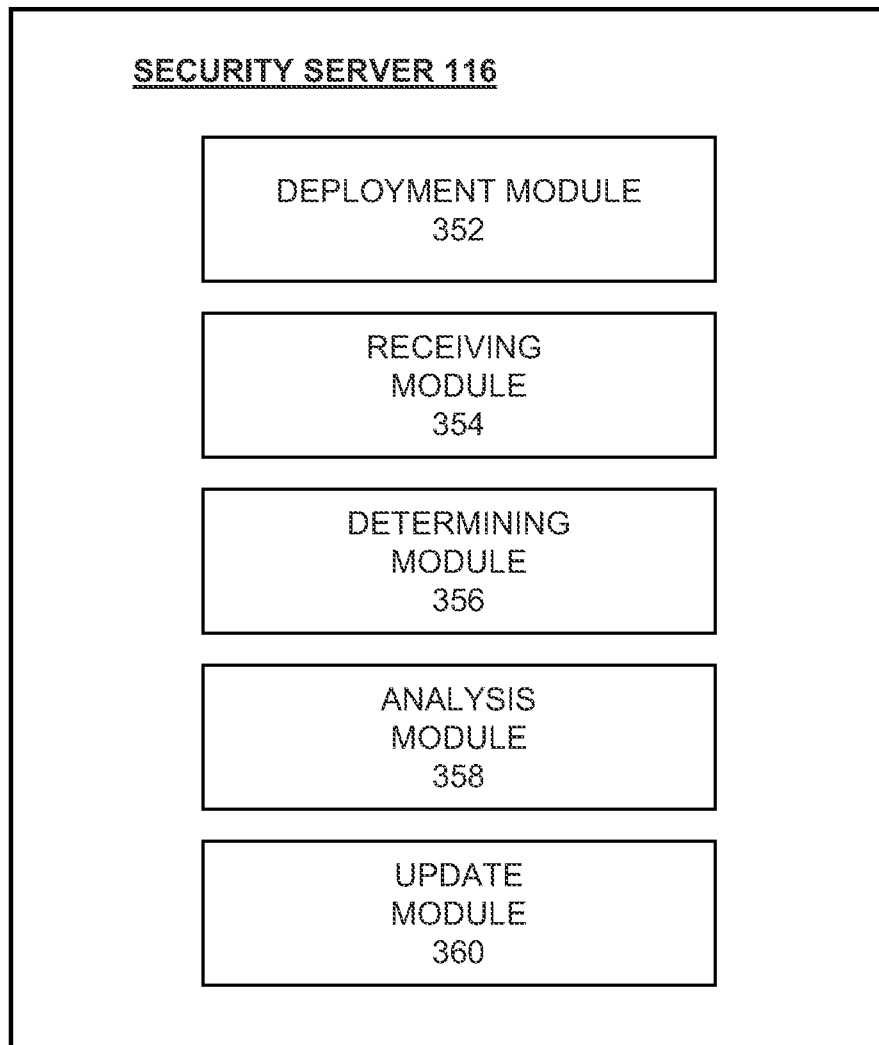 SECURITY SERVER 116
DEPLOYMENT MODULE
352
RECEIVING
MODULE
354
DETERMINING
MODULE
356
ANALYSIS
MODULE
358
UPDATE
MODULE
360